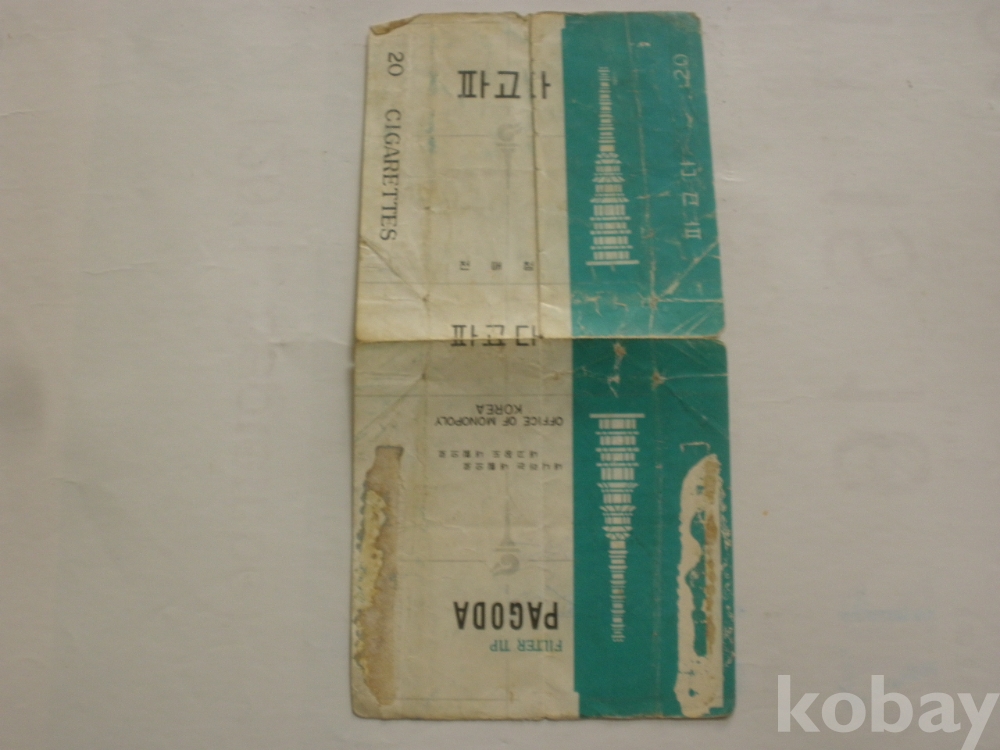 20 CIGARETTES
파고다
파고다 20
파고다
OFFICE OF MONOPOLY
KOREA
PAGODA
FILTER TIP
kobay